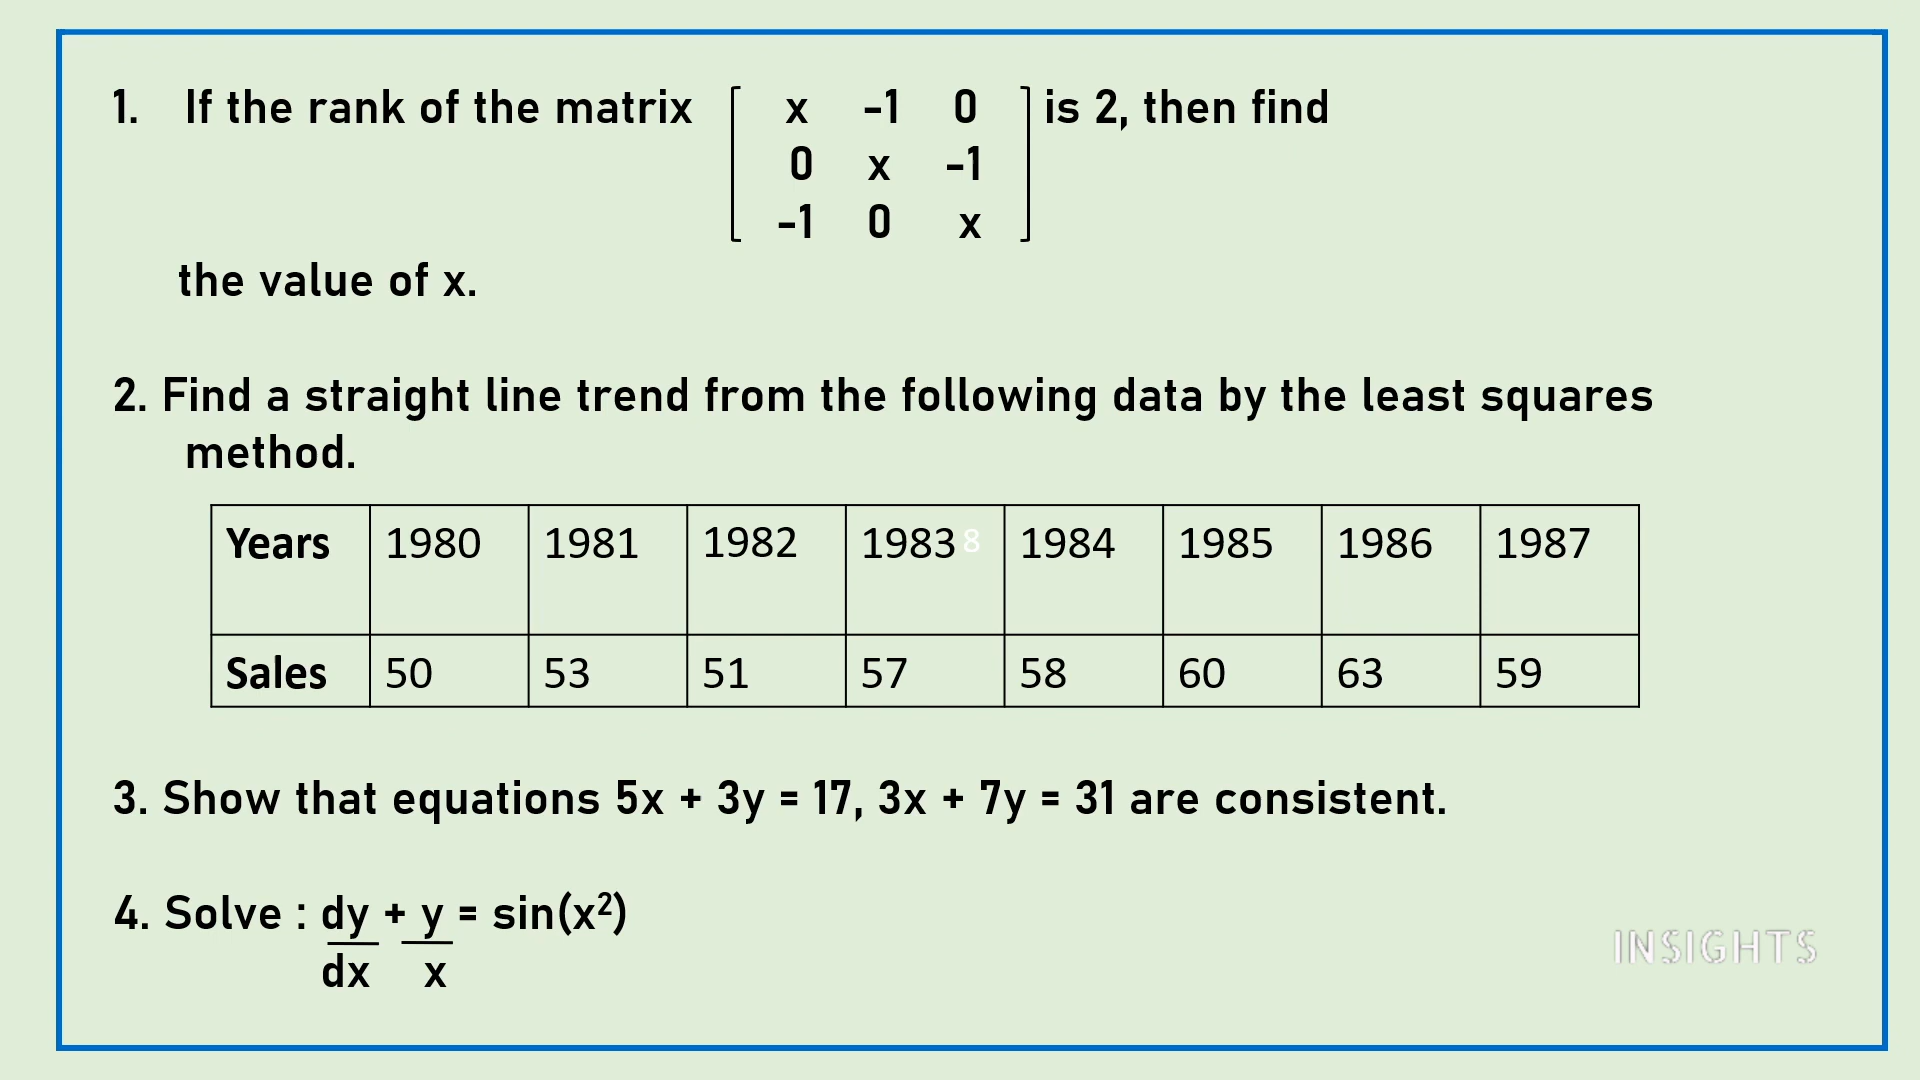 1. If the rank of the matrix [ x -1 0 ] is 2, then find
0 x -1
-1 0 x
the value of x.
2. Find a straight line trend from the following data by the least squares
method.
Years 1980 1981 1982 1983 8 1984 1985 1986 1987
Sales 50 53 51 57 58 60 63 59
3. Show that equations 5x + 3y = 17, 3x + 7y = 31 are consistent.
4. Solve : dy + y = sin(x²)
dx x
INSIGHTS